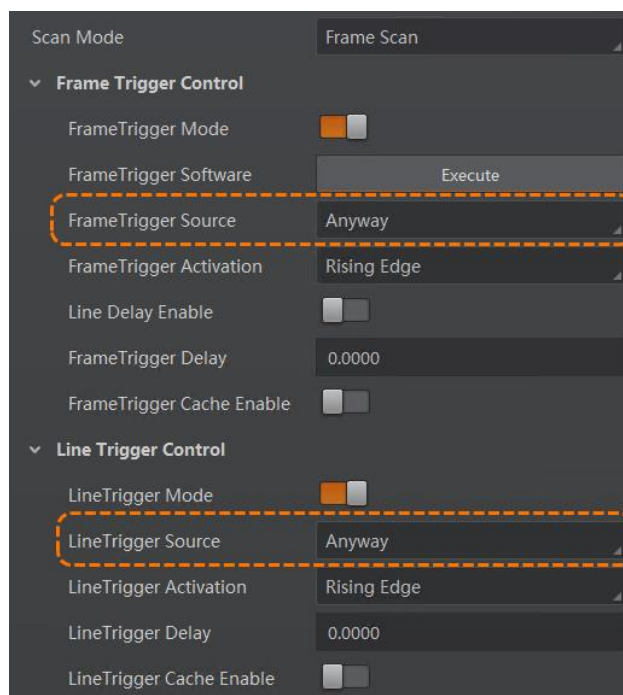 Scan Mode Frame Scan
Frame Trigger Control
FrameTrigger Mode
FrameTrigger Software Execute
FrameTrigger Source Anyway
FrameTrigger Activation Rising Edge
Line Delay Enable
FrameTrigger Delay 0.0000
FrameTrigger Cache Enable
Line Trigger Control
LineTrigger Mode
LineTrigger Source Anyway
LineTrigger Activation Rising Edge
LineTrigger Delay 0.0000
LineTrigger Cache Enable